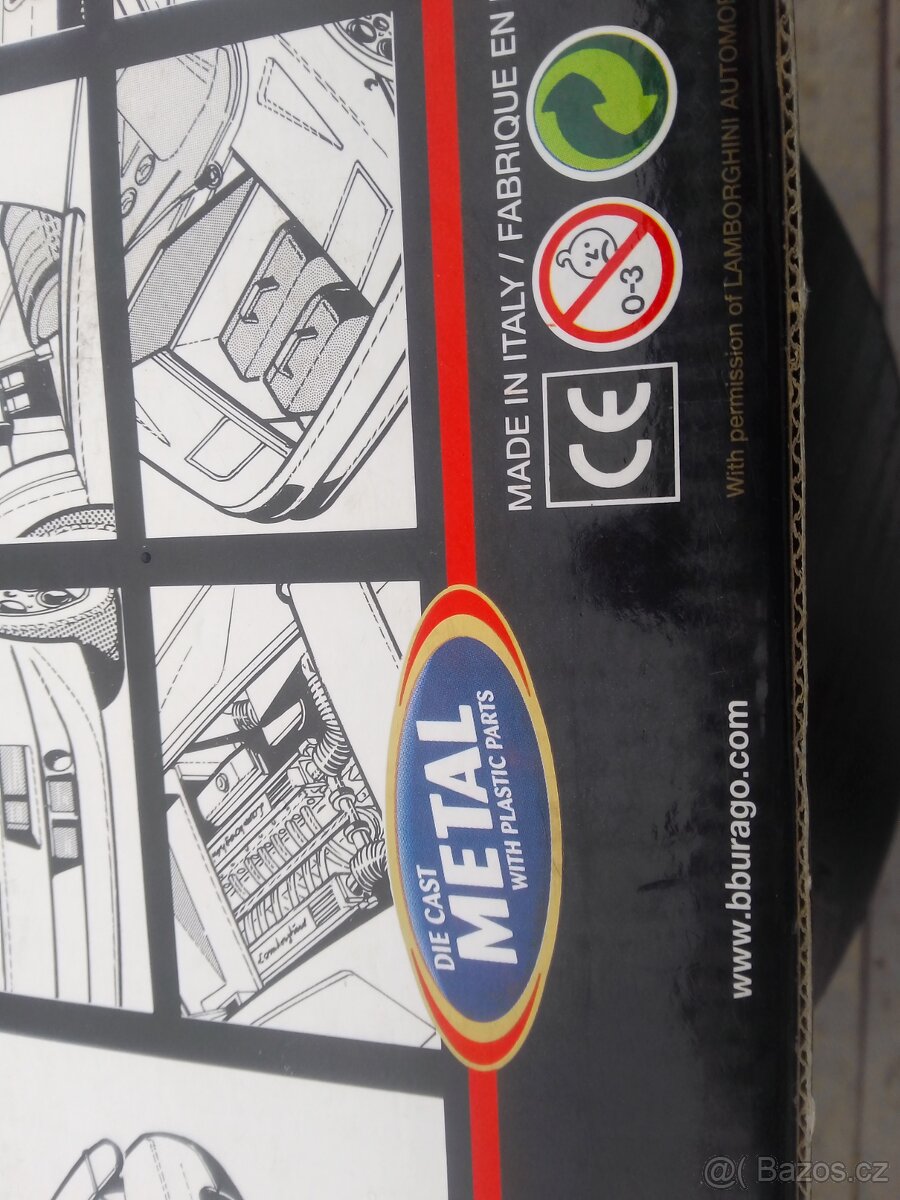 MADE IN ITALY / FABRIQUE EN
0-3
CE
With permission of LAMBORGHINI
DIE CAST
METAL
WITH PLASTIC PARTS
www.bburago.com
Lamborghini
Bazos.cz